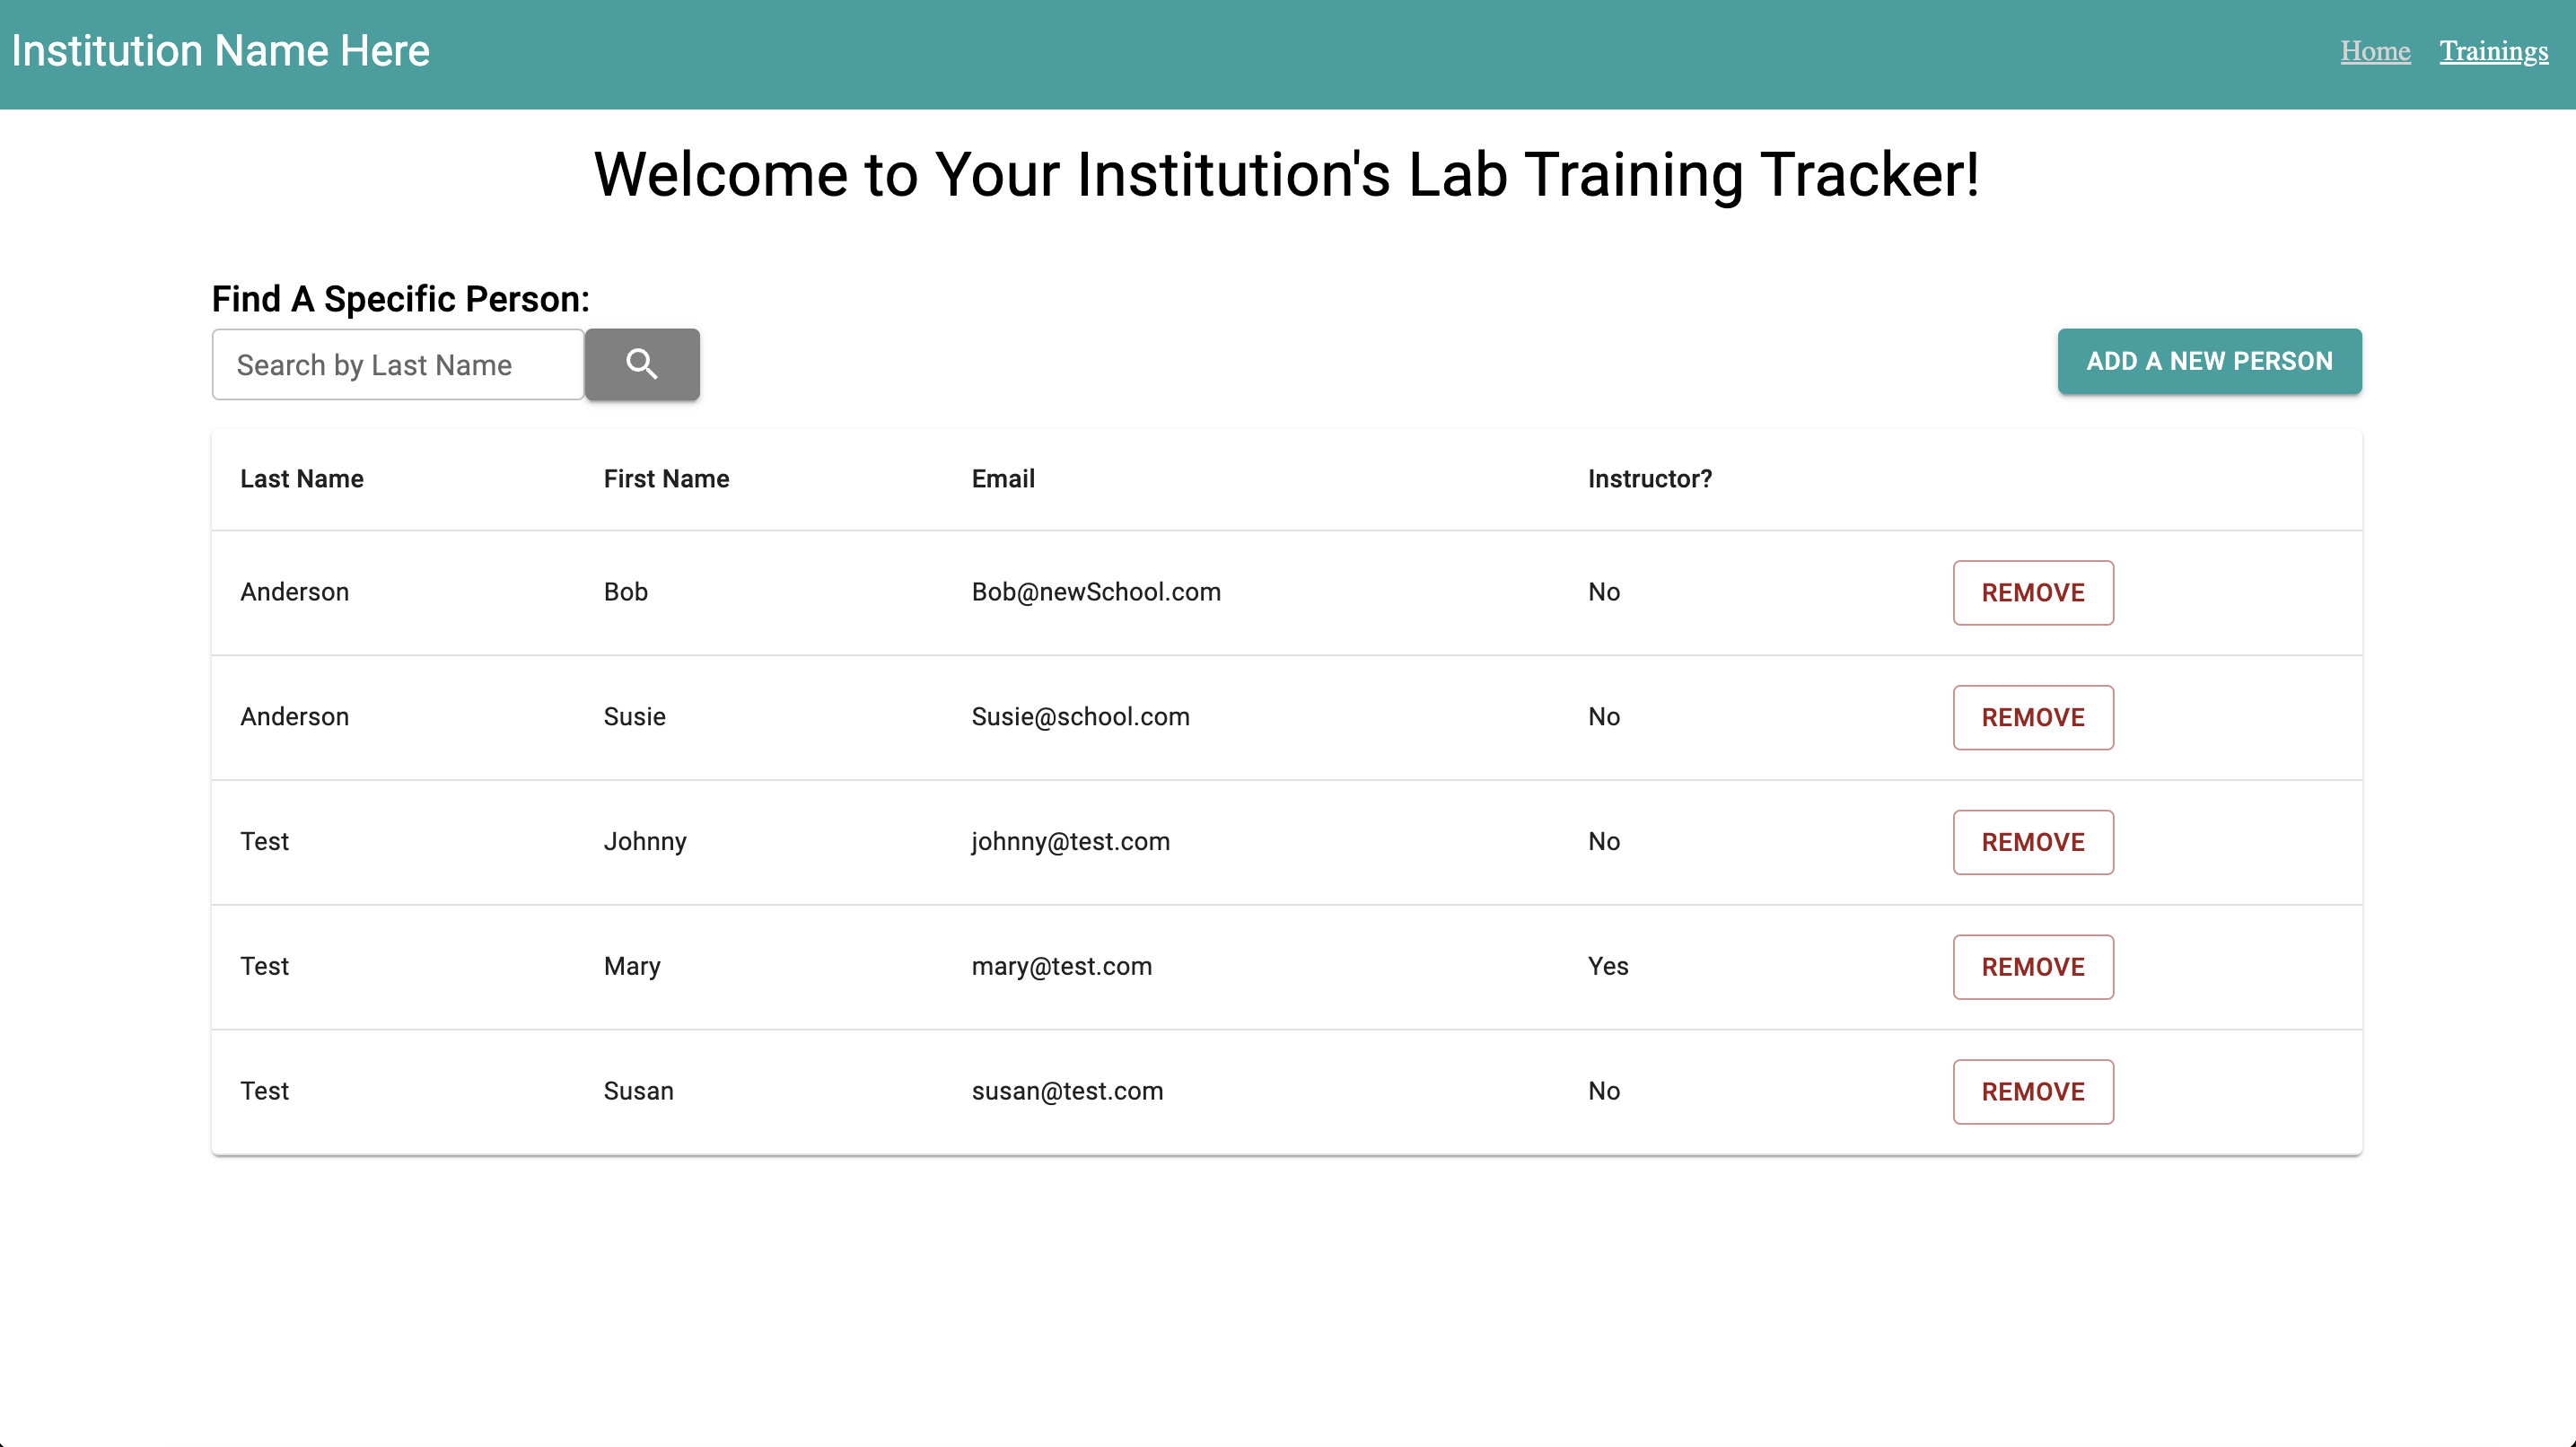 Institution Name Here Home Trainings
Welcome to Your Institution's Lab Training Tracker!
Find A Specific Person:
Search by Last Name ADD A NEW PERSON
Last Name First Name Email Instructor?
Anderson Bob Bob@newSchool.com No REMOVE
Anderson Susie Susie@school.com No REMOVE
Test Johnny johnny@test.com No REMOVE
Test Mary mary@test.com Yes REMOVE
Test Susan susan@test.com No REMOVE